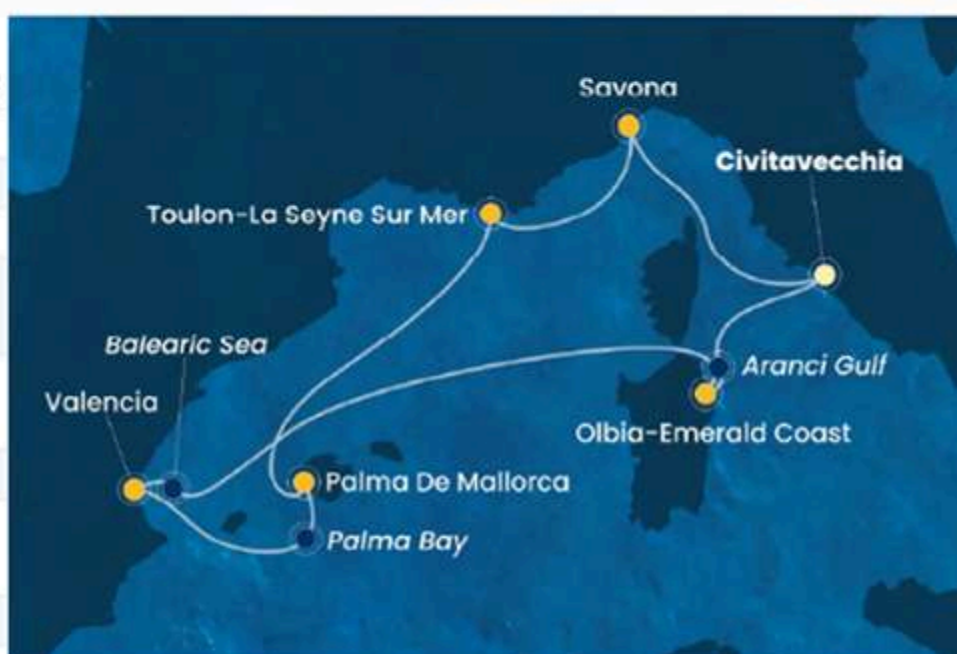 Savona
Civitavecchia
Toulon-La Seyne Sur Mer
Balearic Sea
Aranci Gulf
Valencia
Olbia-Emerald Coast
Palma De Mallorca
Palma Bay